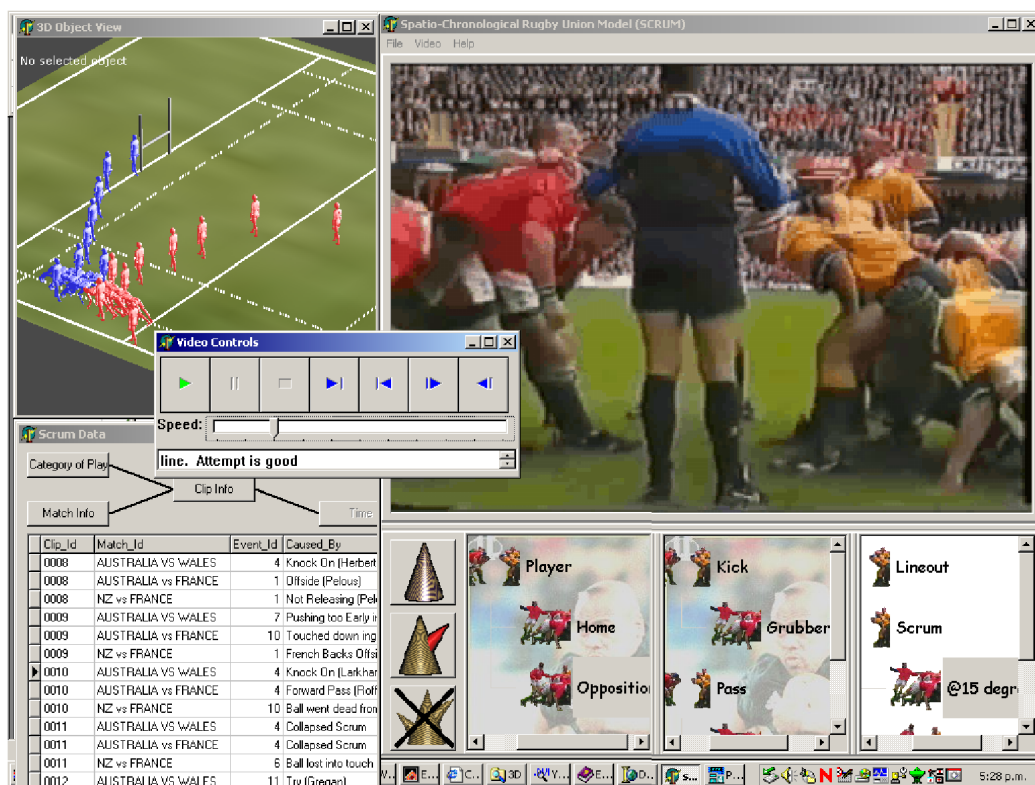 3D Object View
No selected object
Spatio-Chronological Rugby Union Model (SCRUM)
File Video Help
Video Controls
Speed:
line. Attempt is good
Scrum Data
Category of Play
Clip Info
Match Info
Time
Clip_Id Match_Id Event_Id Caused_By
0008 AUSTRALIA VS WALES 4 Knock On (Herbert
0008 AUSTRALIA vs FRANCE 1 Offside (Pelous)
0008 NZ vs FRANCE 1 Not Releasing (Pel
0009 AUSTRALIA VS WALES 7 Pushing too Early i
0009 AUSTRALIA vs FRANCE 10 Touched down ing
0009 NZ vs FRANCE 1 French Backs Offsi
0010 AUSTRALIA VS WALES 4 Knock On (Larkhar
0010 AUSTRALIA vs FRANCE 4 Forward Pass (Roff
0010 NZ vs FRANCE 10 Ball went dead from
0011 AUSTRALIA VS WALES 4 Collapsed Scrum
0011 AUSTRALIA vs FRANCE 4 Collapsed Scrum
0011 NZ vs FRANCE 6 Ball lost into touch
0012 AUSTRALIA VS WALES 11 Try (Gregan)
Player
Home
Oppositio
Kick
Grubber
Pass
Lineout
Scrum
@15 degr
W... E... C... 3D Y... E... D... s... P... N 5:28 p.m.